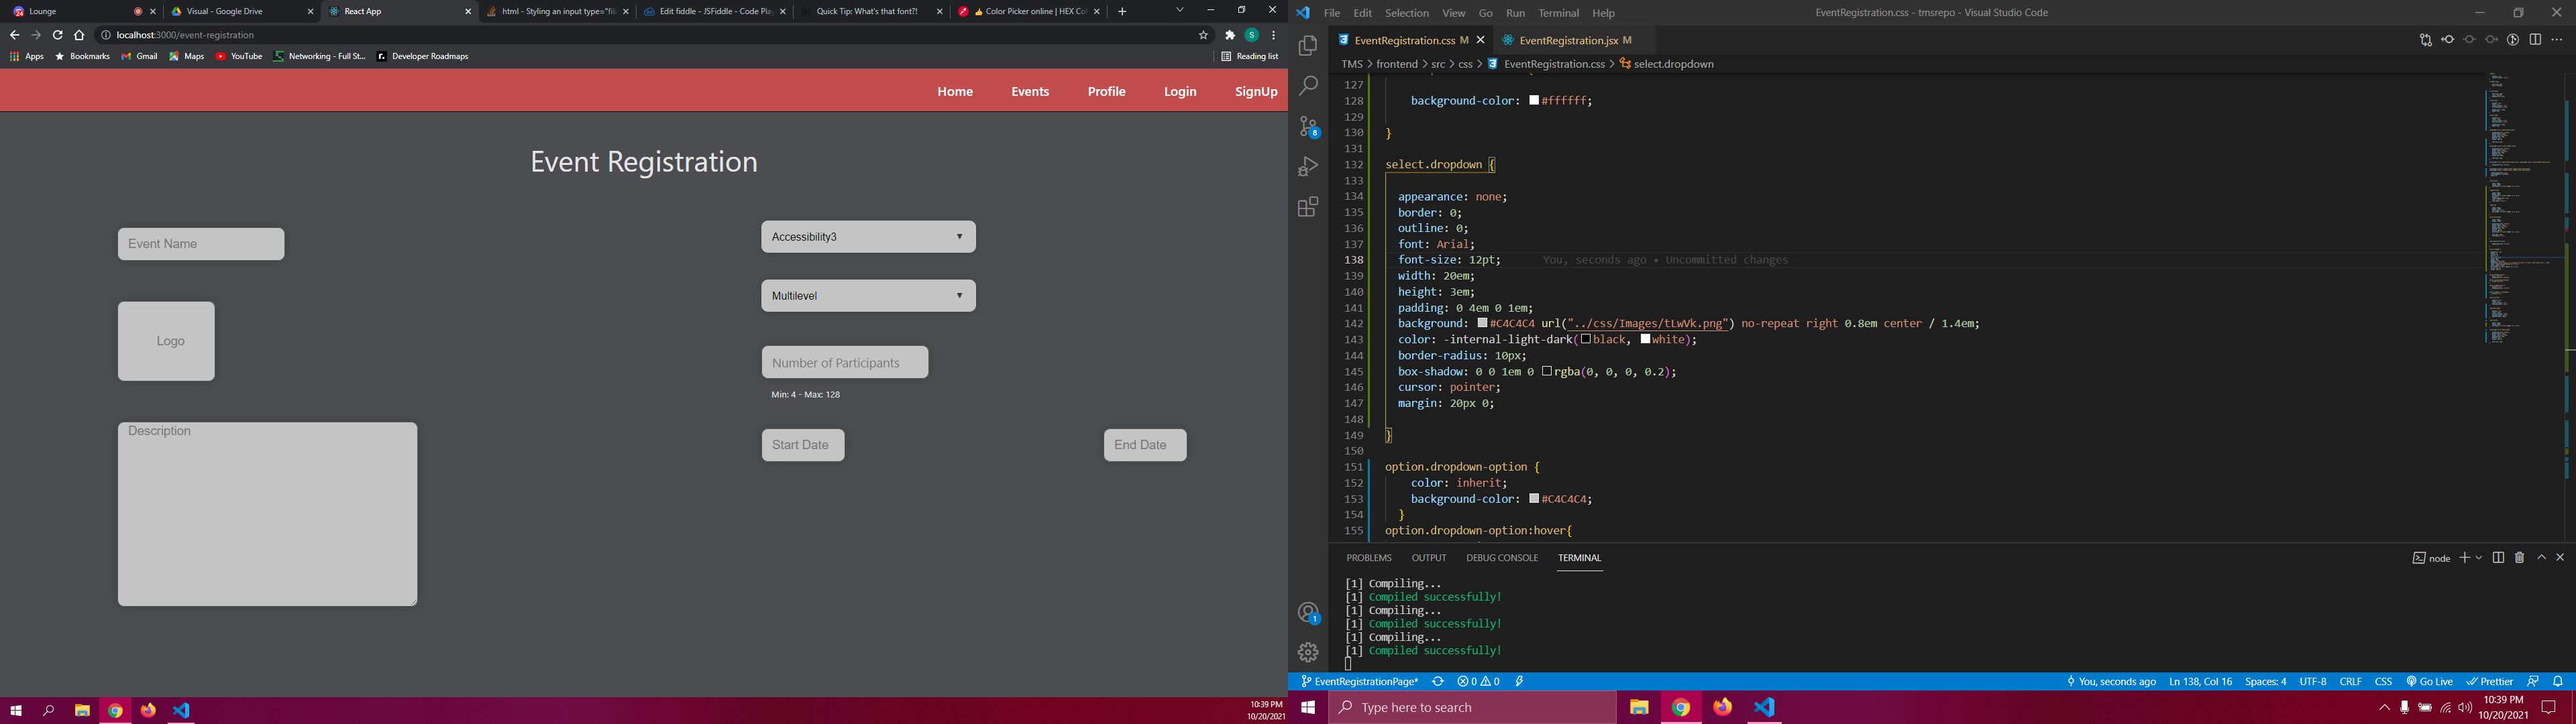 Lounge
Visual - Google Drive
React App
html - Styling an input type="fil
Edit fiddle - JSFiddle - Code Pla
Quick Tip: What's that font?!
Color Picker online | HEX Co
localhost:3000/event-registration
Apps
Bookmarks
Gmail
Maps
YouTube
Networking - Full St...
Developer Roadmaps
Reading list
Home
Events
Profile
Login
SignUp
Event Registration
Event Name
Accessibility3
Multilevel
Logo
Number of Participants
Min: 4 - Max: 128
Description
Start Date
End Date
10:39 PM
10/20/2021
File Edit Selection View Go Run Terminal Help
EventRegistration.css - tmsrepo - Visual Studio Code
EventRegistration.css M
EventRegistration.jsx M
TMS > frontend > src > css > EventRegistration.css > select.dropdown
127
128 background-color: #ffffff;
129
130 }
131
132 select.dropdown {
133
134 appearance: none;
135 border: 0;
136 outline: 0;
137 font: Arial;
138 font-size: 12pt; You, seconds ago • Uncommitted changes
139 width: 20em;
140 height: 3em;
141 padding: 0 4em 0 1em;
142 background: #C4C4C4 url("../css/Images/tLwVk.png") no-repeat right 0.8em center / 1.4em;
143 color: -internal-light-dark(black, white);
144 border-radius: 10px;
145 box-shadow: 0 0 1em 0 rgba(0, 0, 0, 0.2);
146 cursor: pointer;
147 margin: 20px 0;
148
149 }
150
151 option.dropdown-option {
152 color: inherit;
153 background-color: #C4C4C4;
154 }
155 option.dropdown-option:hover{
PROBLEMS OUTPUT DEBUG CONSOLE TERMINAL
node
[1] Compiling...
[1] Compiled successfully!
[1] Compiling...
[1] Compiled successfully!
[1] Compiling...
[1] Compiled successfully!
8
1
EventRegistrationPage*
0 0
You, seconds ago
Ln 138, Col 16
Spaces: 4
UTF-8
CRLF
CSS
Go Live
Prettier
Type here to search
10:39 PM
10/20/2021